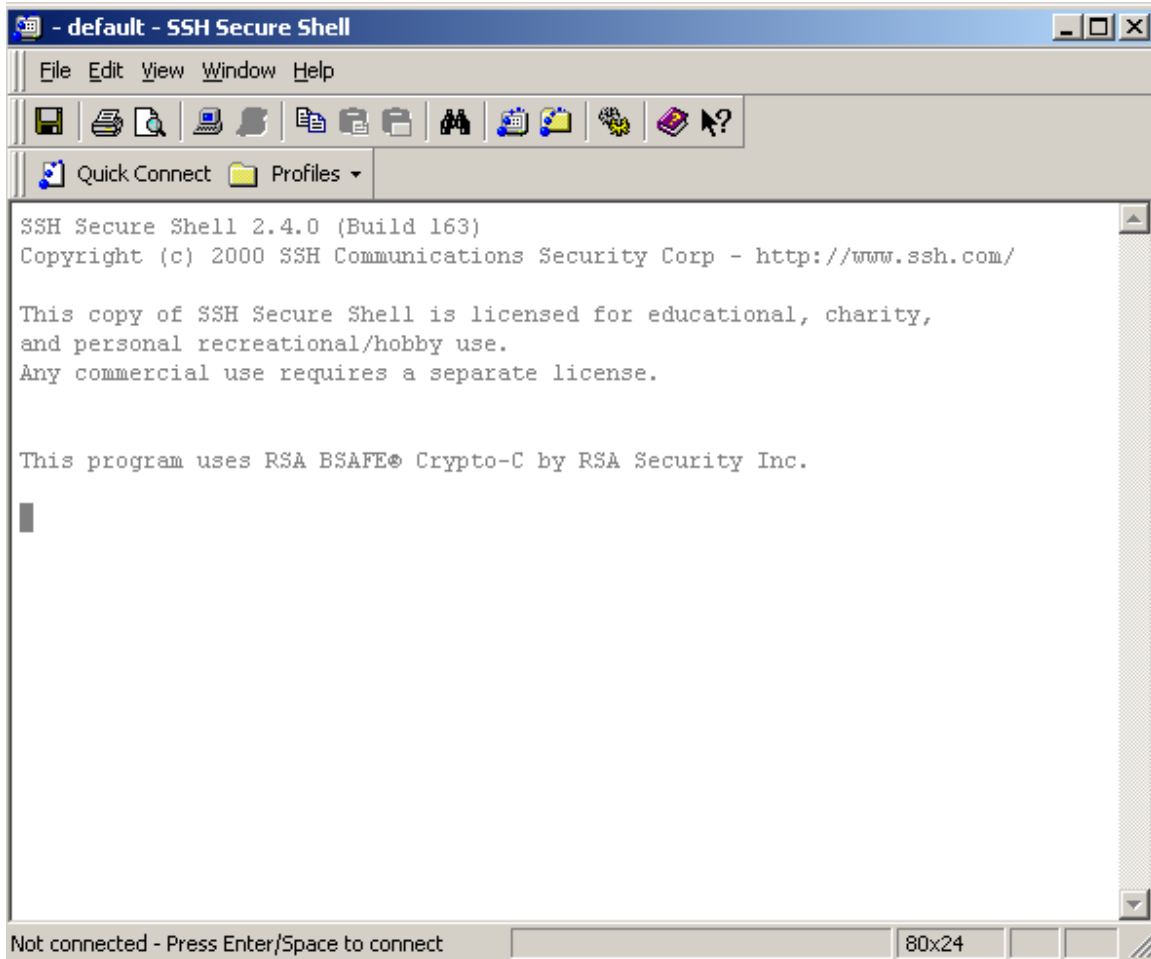 - default - SSH Secure Shell
File Edit View Window Help
Quick Connect Profiles
SSH Secure Shell 2.4.0 (Build 163)
Copyright (c) 2000 SSH Communications Security Corp - http://www.ssh.com/
This copy of SSH Secure Shell is licensed for educational, charity,
and personal recreational/hobby use.
Any commercial use requires a separate license.
This program uses RSA BSAFE® Crypto-C by RSA Security Inc.
Not connected - Press Enter/Space to connect 80x24